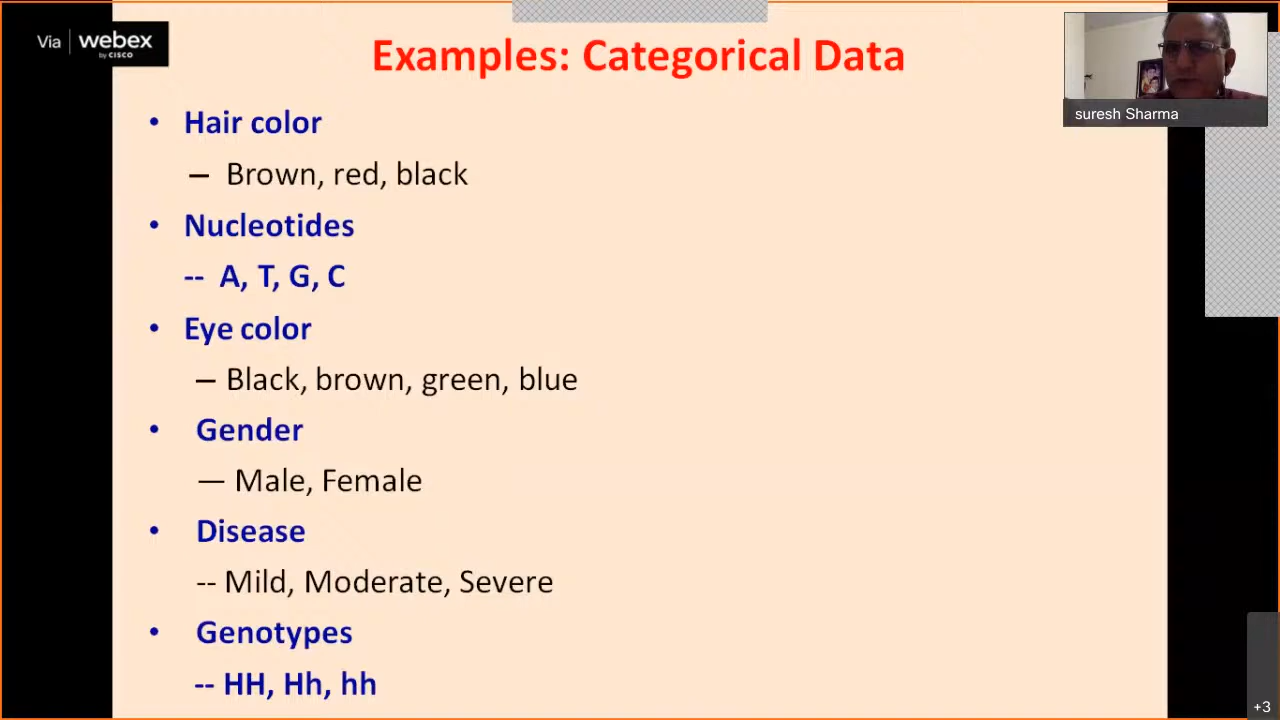 Via webex
by CISCO
Examples: Categorical Data
suresh Sharma
• Hair color
– Brown, red, black
• Nucleotides
-- A, T, G, C
• Eye color
– Black, brown, green, blue
• Gender
— Male, Female
• Disease
-- Mild, Moderate, Severe
• Genotypes
-- HH, Hh, hh
+3